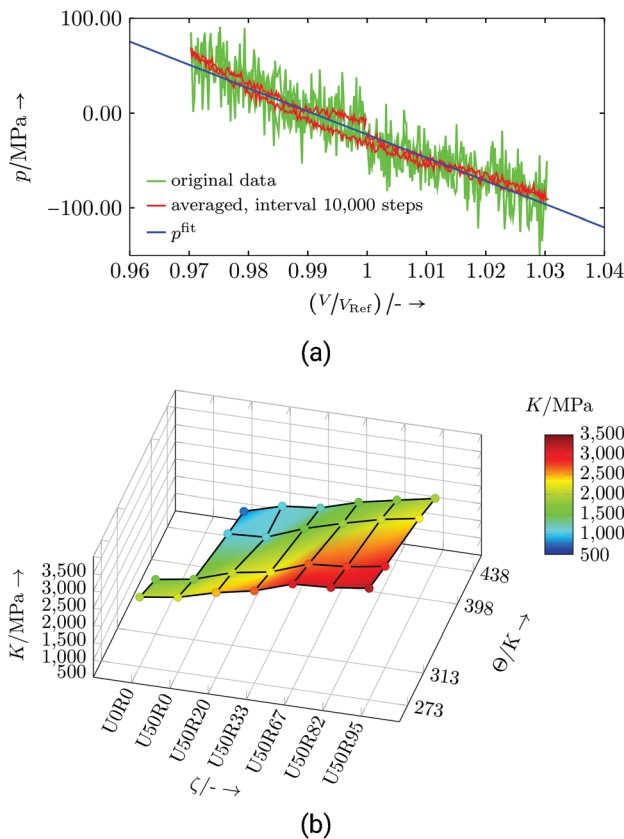 100.00
0.00
−100.00
p/MPa →
original data
averaged, interval 10,000 steps
p^fit
0.96 0.97 0.98 0.99 1 1.01 1.02 1.03 1.04
(V/V_Ref) /- →
(a)
K/MPa
3,500
3,000
2,500
2,000
1,500
1,000
500
K/MPa →
3,500
3,000
2,500
2,000
1,500
1,000
500
438
398
313
273
Θ/K →
U0R0
U50R0
U50R20
U50R33
U50R67
U50R82
U50R95
ζ/- →
(b)